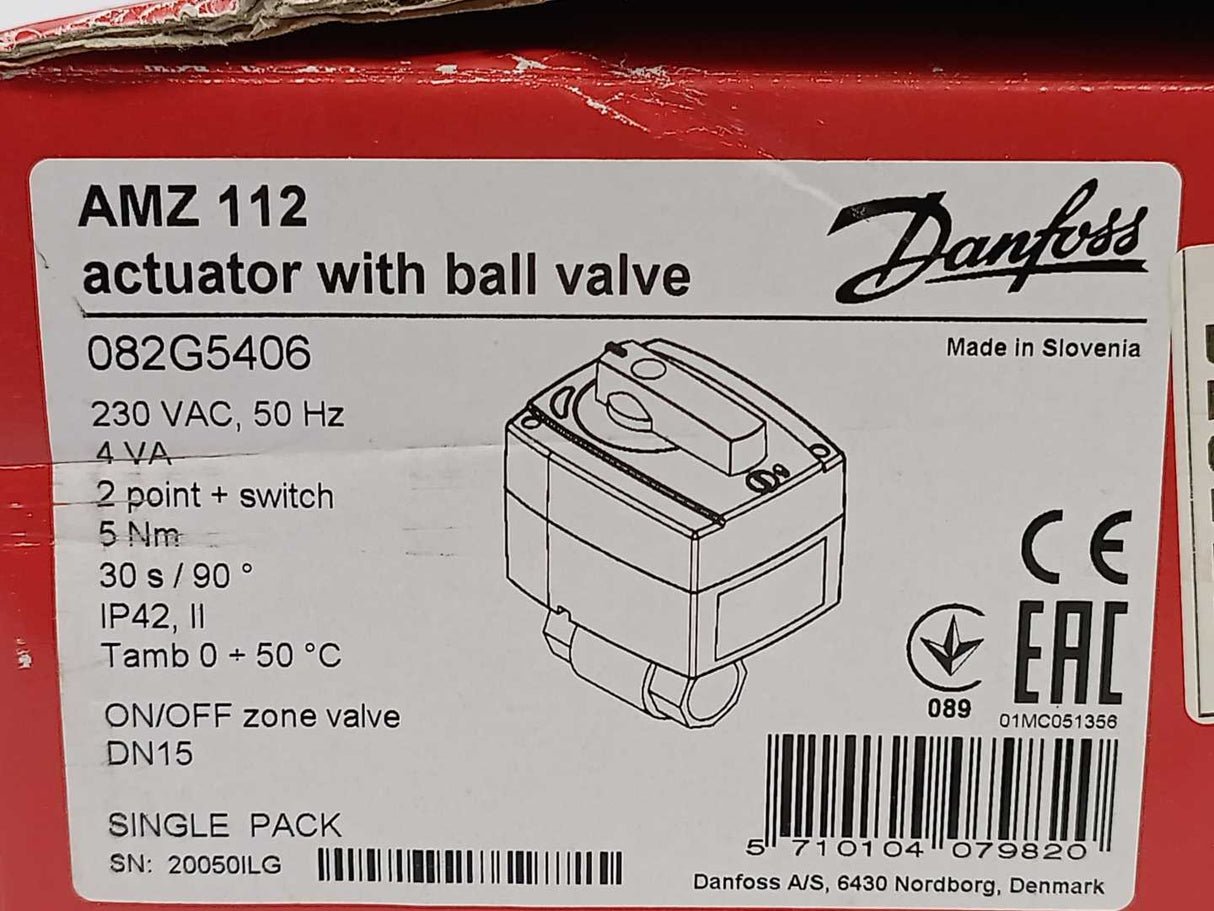 AMZ 112
actuator with ball valve
Danfoss
082G5406
Made in Slovenia
230 VAC, 50 Hz
4 VA
2 point + switch
5 Nm
30 s / 90 °
IP42, II
Tamb 0 ÷ 50 °C
ON/OFF zone valve
DN15
SINGLE PACK
SN: 20050ILG
CE
EAC
089
01MC051356
5 710104 079820
Danfoss A/S, 6430 Nordborg, Denmark